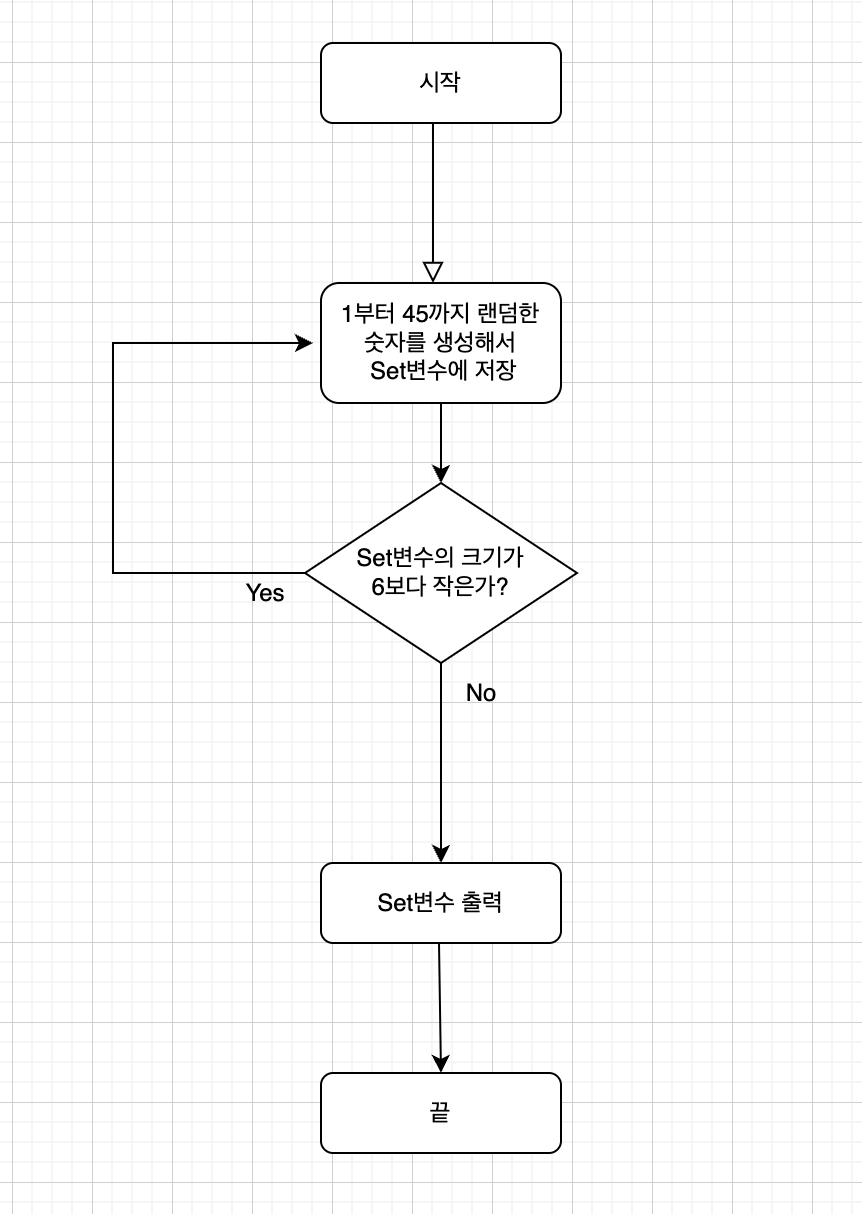 시작
1부터 45까지 랜덤한
숫자를 생성해서
Set변수에 저장
Set변수의 크기가
6보다 작은가?
Yes
No
Set변수 출력
끝